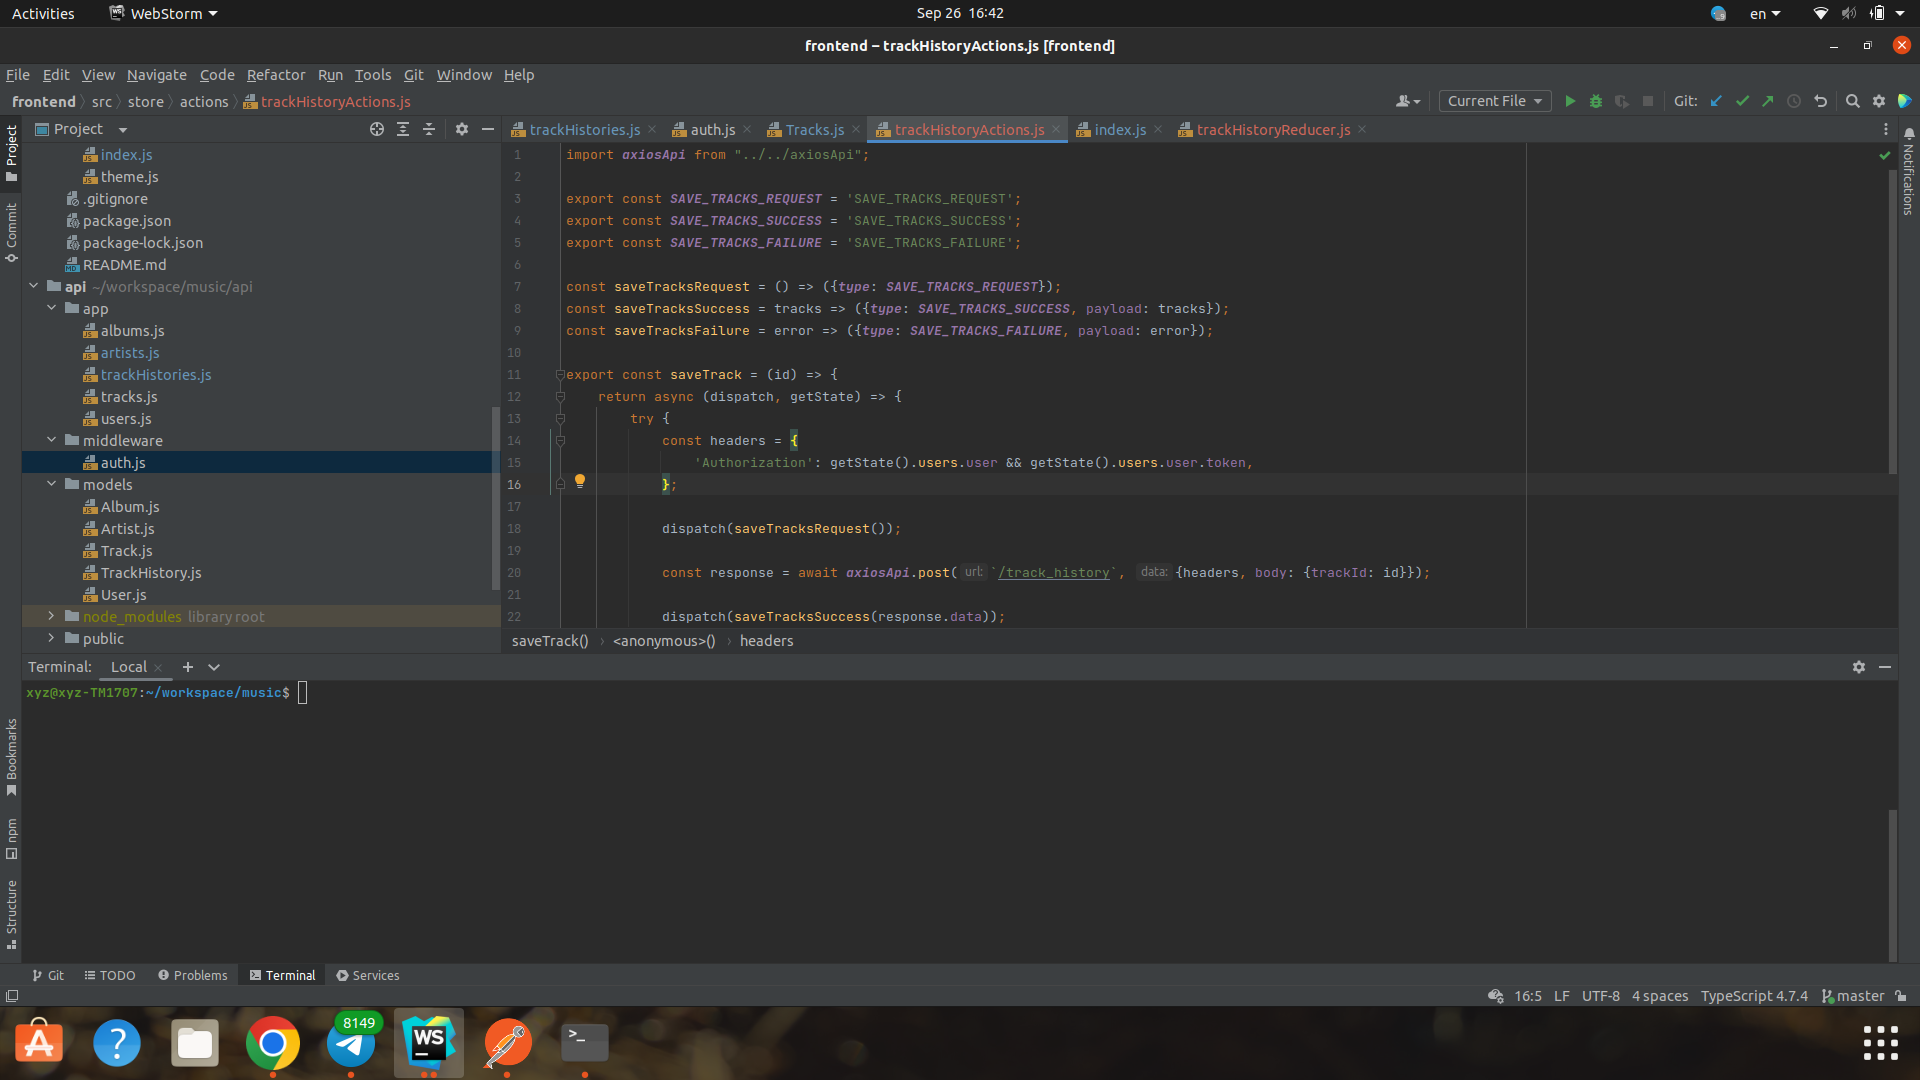 Activities
WebStorm
Sep 26 16:42
en
frontend – trackHistoryActions.js [frontend]
File Edit View Navigate Code Refactor Run Tools Git Window Help
frontend src store actions trackHistoryActions.js
Current File
Git:
Project
Project
Commit
Bookmarks
npm
Structure
Notifications
index.js
theme.js
.gitignore
package.json
package-lock.json
README.md
api ~/workspace/music/api
app
albums.js
artists.js
trackHistories.js
tracks.js
users.js
middleware
auth.js
models
Album.js
Artist.js
Track.js
TrackHistory.js
User.js
node_modules library root
public
trackHistories.js auth.js Tracks.js trackHistoryActions.js index.js trackHistoryReducer.js
1 import axiosApi from "../../axiosApi";
2
3 export const SAVE_TRACKS_REQUEST = 'SAVE_TRACKS_REQUEST';
4 export const SAVE_TRACKS_SUCCESS = 'SAVE_TRACKS_SUCCESS';
5 export const SAVE_TRACKS_FAILURE = 'SAVE_TRACKS_FAILURE';
6
7 const saveTracksRequest = () => ({type: SAVE_TRACKS_REQUEST});
8 const saveTracksSuccess = tracks => ({type: SAVE_TRACKS_SUCCESS, payload: tracks});
9 const saveTracksFailure = error => ({type: SAVE_TRACKS_FAILURE, payload: error});
10
11 export const saveTrack = (id) => {
12 return async (dispatch, getState) => {
13 try {
14 const headers = {
15 'Authorization': getState().users.user && getState().users.user.token,
16 };
17
18 dispatch(saveTracksRequest());
19
20 const response = await axiosApi.post( url: `/track_history`, data: {headers, body: {trackId: id}});
21
22 dispatch(saveTracksSuccess(response.data));
saveTrack() <anonymous>() headers
Terminal: Local
xyz@xyz-TM1707:~/workspace/music$
Git TODO Problems Terminal Services
16:5 LF UTF-8 4 spaces TypeScript 4.7.4 master
8149
WS